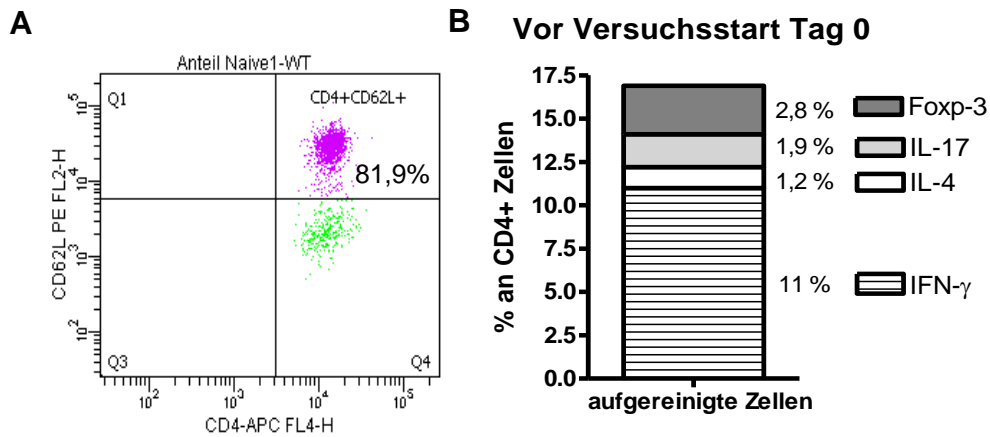 A
Anteil Naive1-WT
Q1
CD4+CD62L+
81,9%
Q3
Q4
CD62L PE FL2-H
10^5
10^4
10^3
10^2
10^2 10^3 10^4 10^5
CD4-APC FL4-H
B
Vor Versuchsstart Tag 0
% an CD4+ Zellen
17.5
15.0
12.5
10.0
7.5
5.0
2.5
0.0
2,8 % Foxp-3
1,9 % IL-17
1,2 % IL-4
11 % IFN-γ
aufgereinigte Zellen